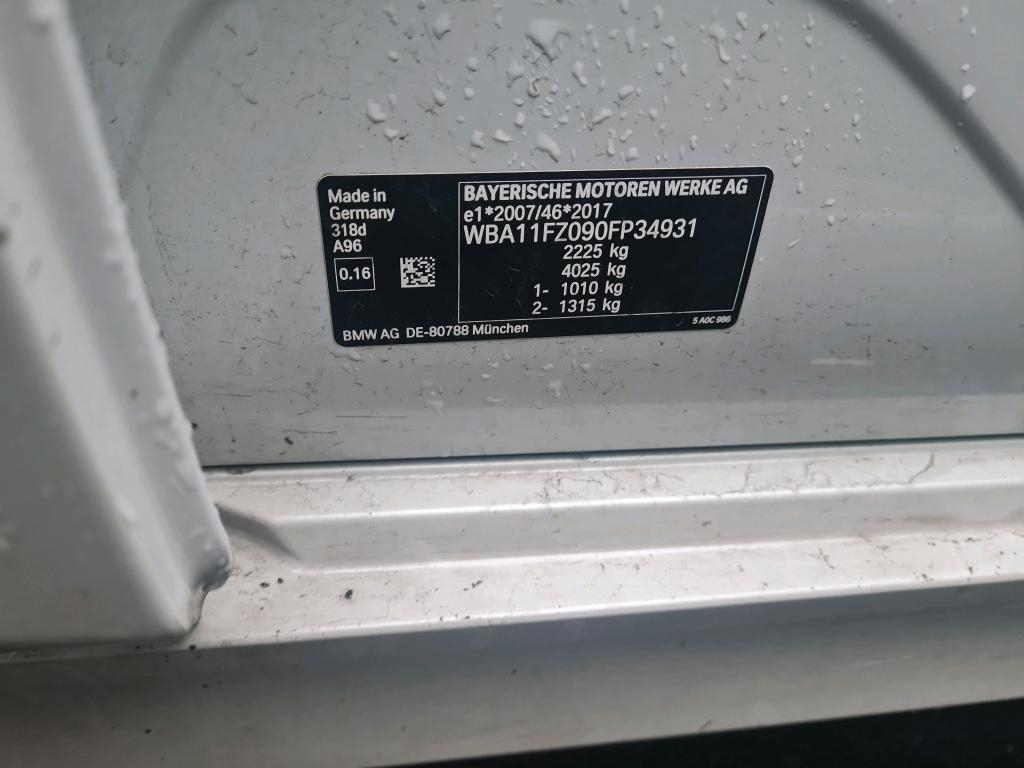 Made in
Germany
318d
A96
0.16
BAYERISCHE MOTOREN WERKE AG
e1*2007/46*2017
WBA11FZ090FP34931
2225 kg
4025 kg
1- 1010 kg
2- 1315 kg
BMW AG DE-80788 München
5 A0C 986